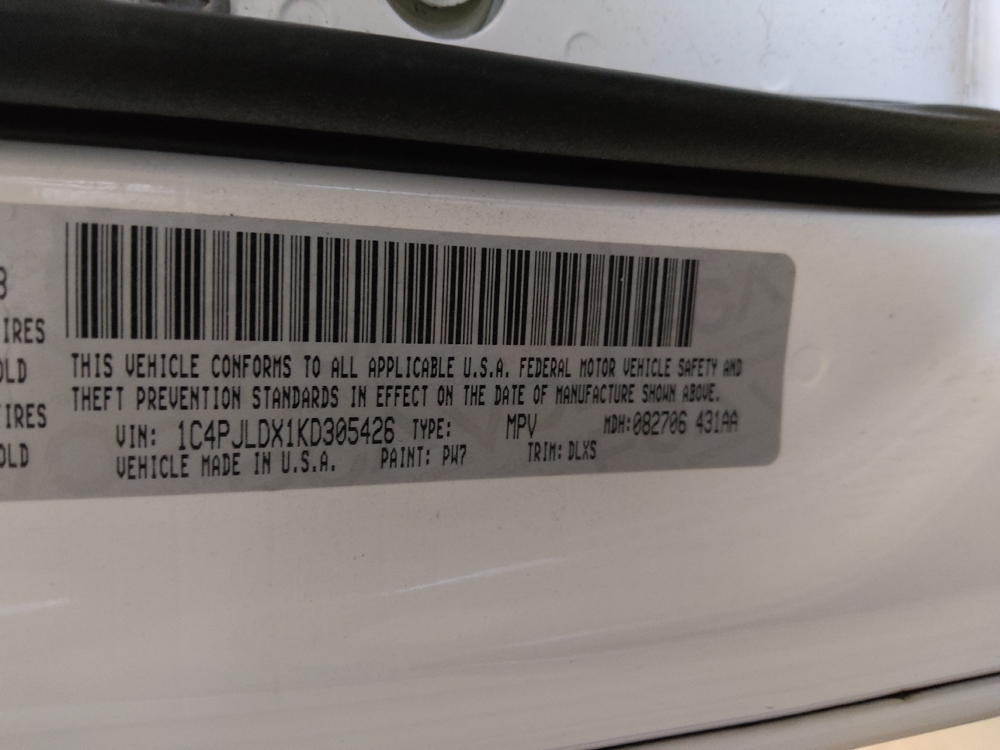 3
IRES
OLD
IRES
OLD
THIS VEHICLE CONFORMS TO ALL APPLICABLE U.S.A. FEDERAL MOTOR VEHICLE SAFETY AND
THEFT PREVENTION STANDARDS IN EFFECT ON THE DATE OF MANUFACTURE SHOWN ABOVE.
VIN: 1C4PJLDX1KD305426 TYPE: MPV MDH:082706 431AA
VEHICLE MADE IN U.S.A. PAINT: PW7 TRIM: DLXS